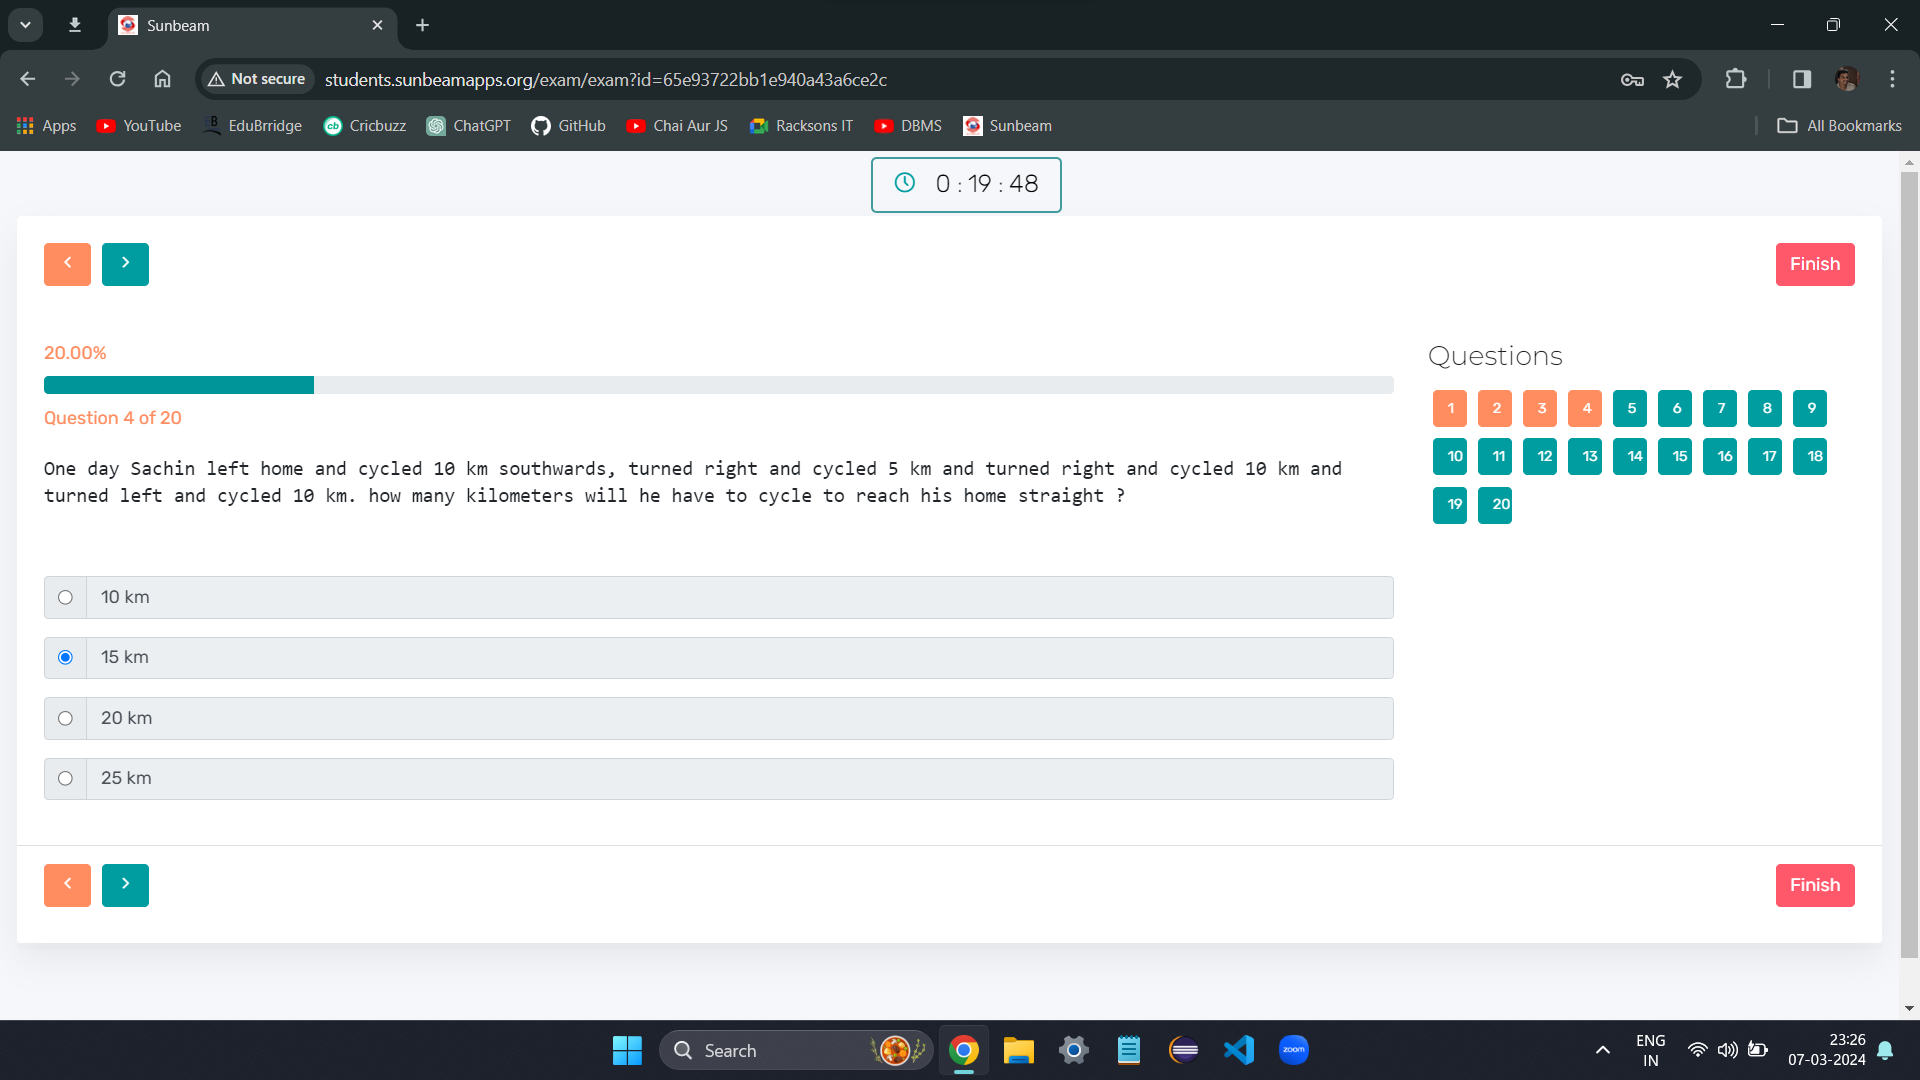 Sunbeam
Not secure
students.sunbeamapps.org/exam/exam?id=65e93722bb1e940a43a6ce2c
Apps
YouTube
B
EduBrridge
cb
Cricbuzz
ChatGPT
GitHub
Chai Aur JS
Racksons IT
DBMS
Sunbeam
All Bookmarks
0 : 19 : 48
Finish
20.00%
Question 4 of 20
One day Sachin left home and cycled 10 km southwards, turned right and cycled 5 km and turned right and cycled 10 km and
turned left and cycled 10 km. how many kilometers will he have to cycle to reach his home straight ?
10 km
15 km
20 km
25 km
Questions
1 2 3 4 5 6 7 8 9
10 11 12 13 14 15 16 17 18
19 20
Finish
Search
zoom
ENG
IN
23:26
07-03-2024